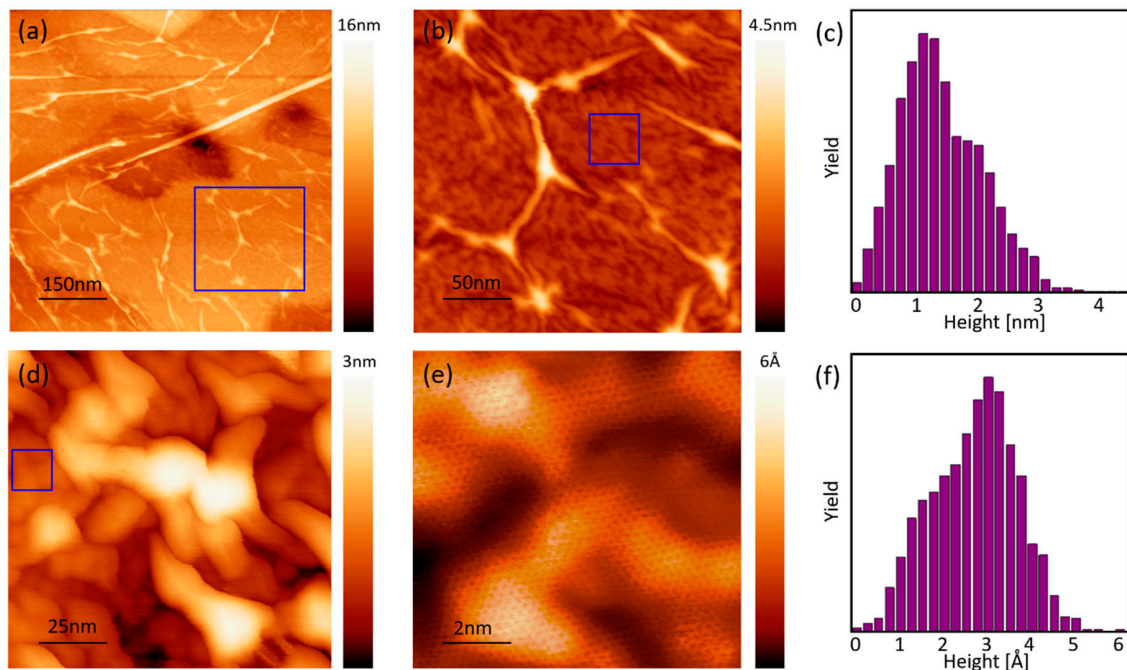 (a)
16nm
150nm
(b)
4.5nm
50nm
(c)
Yield
0 1 2 3 4
Height [nm]
(d)
3nm
25nm
(e)
6Å
2nm
(f)
Yield
0 1 2 3 4 5 6
Height [Å]